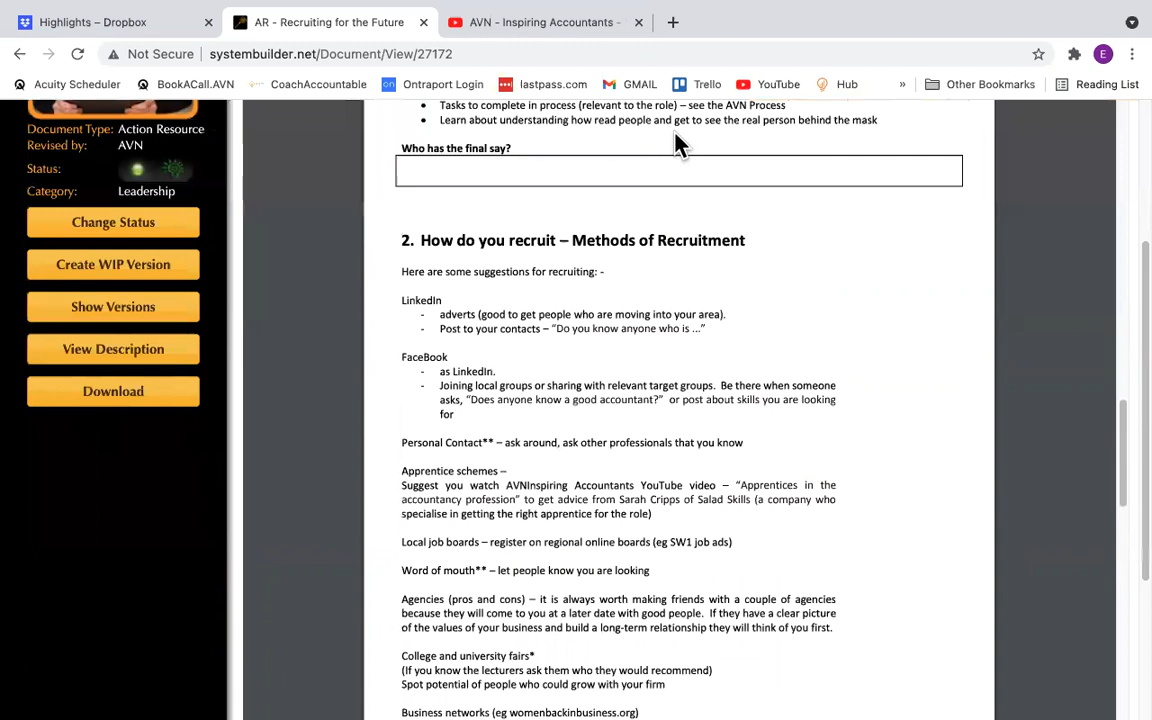 Highlights – Dropbox
AR - Recruiting for the Future
AVN - Inspiring Accountants -
Not Secure
systembuilder.net/Document/View/27172
E
Acuity Scheduler
BookACall.AVN
CoachAccountable
Ontraport Login
lastpass.com
GMAIL
Trello
YouTube
Hub
»
Other Bookmarks
Reading List
Document Type: Action Resource
Revised by: AVN
Status:
Category: Leadership
Change Status
Create WIP Version
Show Versions
View Description
Download
• Tasks to complete in process (relevant to the role) – see the AVN Process
• Learn about understanding how read people and get to see the real person behind the mask
Who has the final say?
2. How do you recruit – Methods of Recruitment
Here are some suggestions for recruiting: -
LinkedIn
- adverts (good to get people who are moving into your area).
- Post to your contacts – “Do you know anyone who is ...”
FaceBook
- as LinkedIn.
- Joining local groups or sharing with relevant target groups. Be there when someone
asks, “Does anyone know a good accountant?” or post about skills you are looking
for
Personal Contact** – ask around, ask other professionals that you know
Apprentice schemes –
Suggest you watch AVNInspiring Accountants YouTube video – “Apprentices in the
accountancy profession” to get advice from Sarah Cripps of Salad Skills (a company who
specialise in getting the right apprentice for the role)
Local job boards – register on regional online boards (eg SW1 job ads)
Word of mouth** – let people know you are looking
Agencies (pros and cons) – it is always worth making friends with a couple of agencies
because they will come to you at a later date with good people. If they have a clear picture
of the values of your business and build a long-term relationship they will think of you first.
College and university fairs*
(If you know the lecturers ask them who they would recommend)
Spot potential of people who could grow with your firm
Business networks (eg womenbackinbusiness.org)